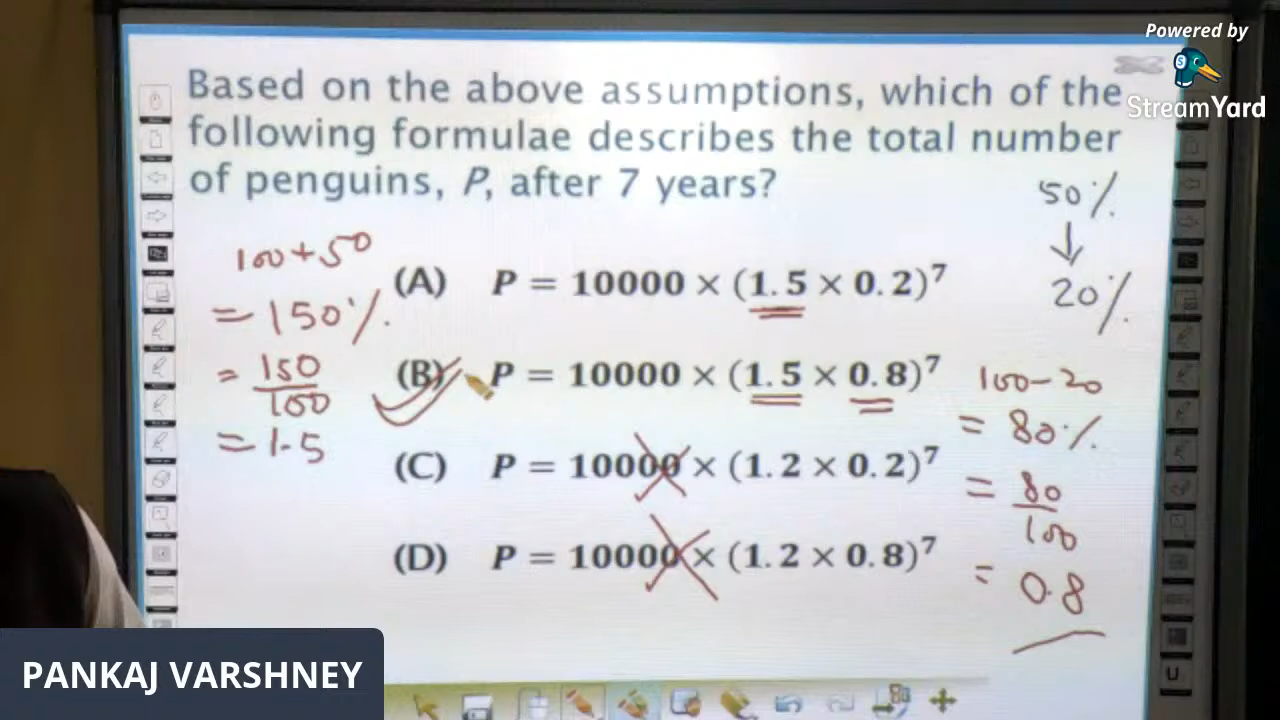 Powered by
StreamYard
Based on the above assumptions, which of the
following formulae describes the total number
of penguins, P, after 7 years?
50%
↓
20%
100+50
= 150%.
= 150/100
= 1.5
(A) P = 10000 × (1.5 × 0.2)⁷
(B) P = 10000 × (1.5 × 0.8)⁷
(C) P = 10000 × (1.2 × 0.2)⁷
(D) P = 10000 × (1.2 × 0.8)⁷
100-20
= 80%.
= 80/100
= 0.8
PANKAJ VARSHNEY